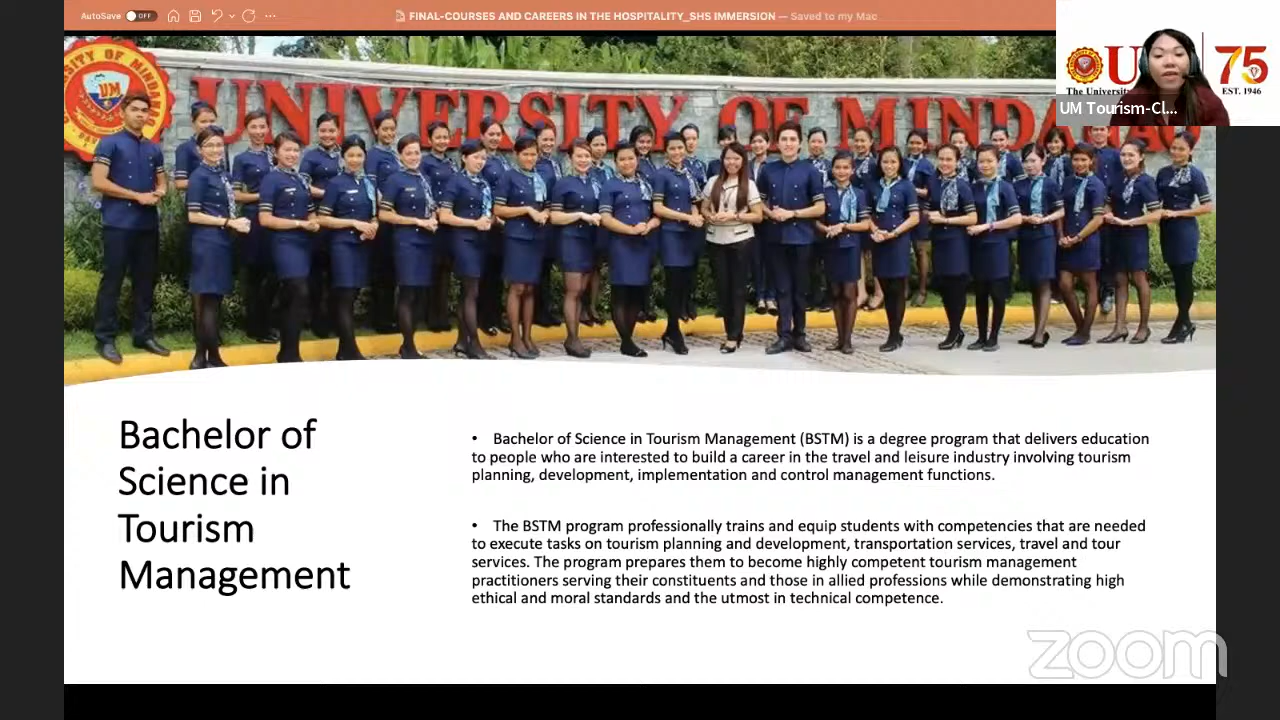 AutoSave OFF
FINAL-COURSES AND CAREERS IN THE HOSPITALITY_SHS IMMERSION — Saved to my Mac
UNIVERSITY OF MINDANAO
UM
U 75
EST. 1946
UM Tourism-Cl...
Bachelor of
Science in
Tourism
Management
• Bachelor of Science in Tourism Management (BSTM) is a degree program that delivers education
to people who are interested to build a career in the travel and leisure industry involving tourism
planning, development, implementation and control management functions.
• The BSTM program professionally trains and equip students with competencies that are needed
to execute tasks on tourism planning and development, transportation services, travel and tour
services. The program prepares them to become highly competent tourism management
practitioners serving their constituents and those in allied professions while demonstrating high
ethical and moral standards and the utmost in technical competence.
zoom